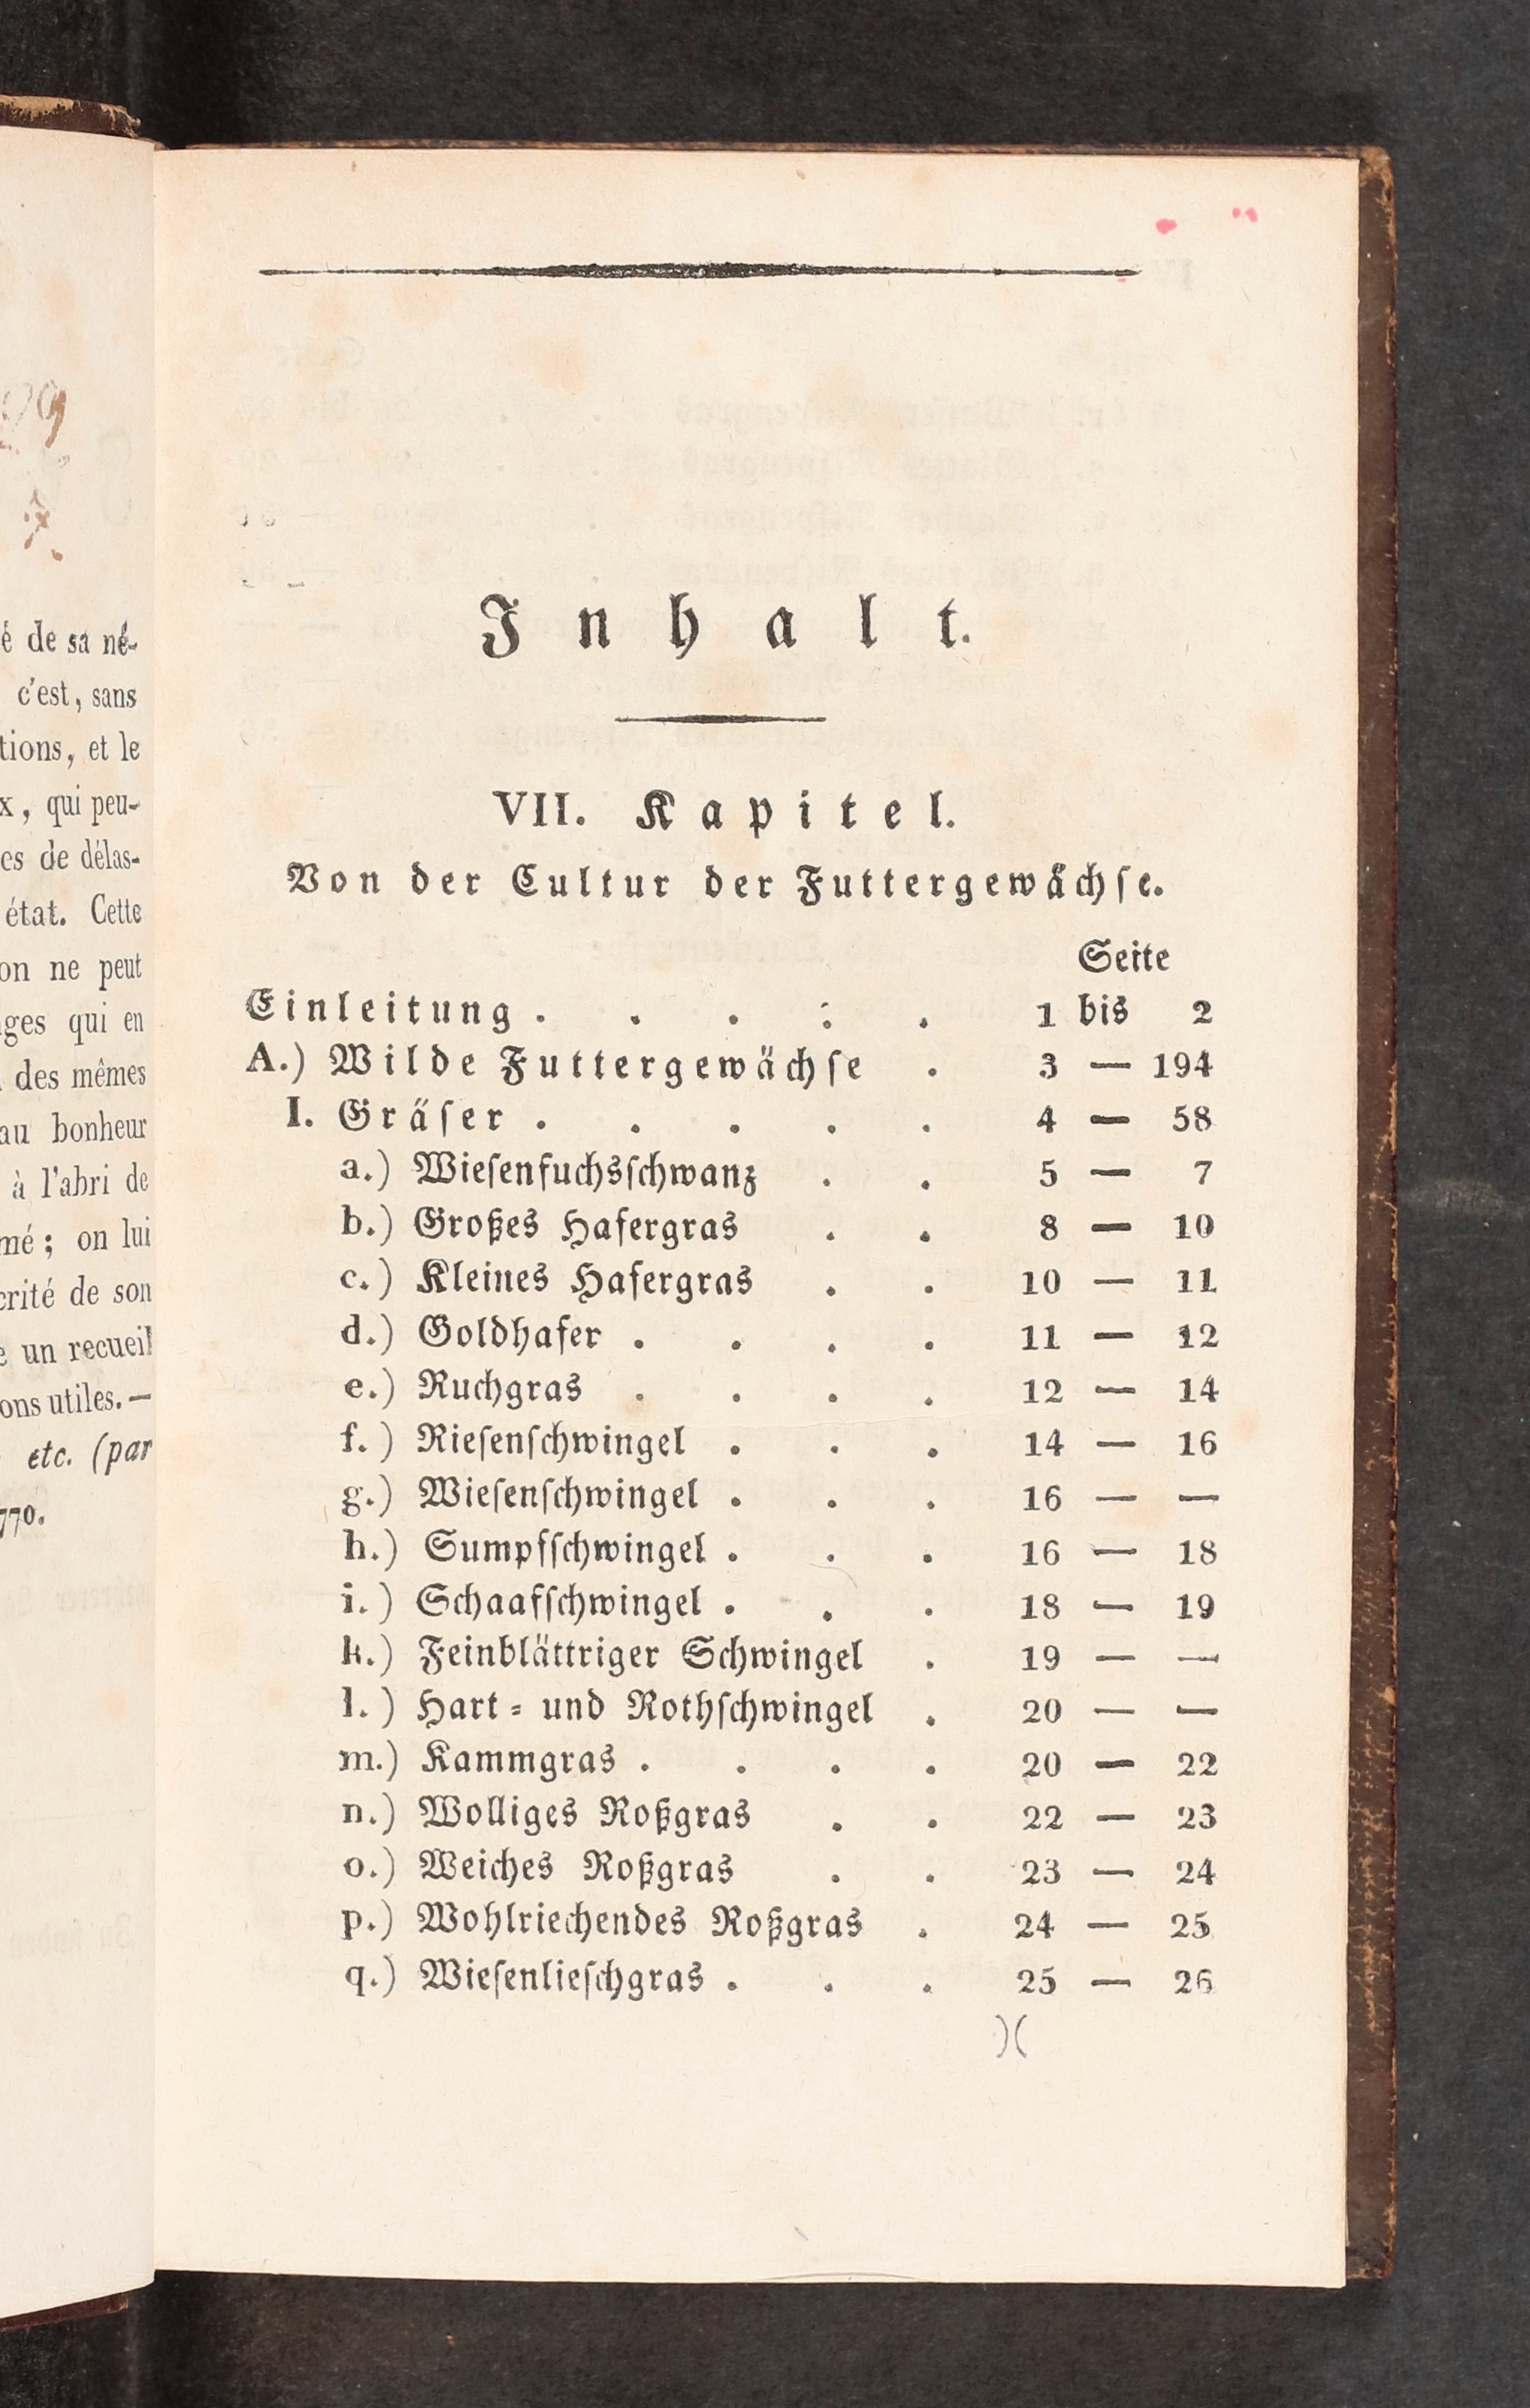 é de sa né-
c'est, sans
tions, et le
x, qui peu-
es de délas-
état. Cette
on ne peut
ges qui en
des mêmes
au bonheur
à l'abri de
mé; on lui
crité de son
e un recueil
ons utiles.—
etc. (par
770.
Inhalt.
VII. Kapitel.
Von der Cultur der Futtergewächſe.
Seite
Einleitung . . . : . 1 bis 2
A.) Wilde Futtergewächſe . 3 — 194
I. Gräſer . . . . . 4 — 58
a.) Wieſenfuchsſchwanz . . 5 — 7
b.) Großes Hafergras . . 8 — 10
c.) Kleines Hafergras . . 10 — 11
d.) Goldhafer . . . . 11 — 12
e.) Ruchgras . . . . 12 — 14
f.) Rieſenſchwingel . . . 14 — 16
g.) Wieſenſchwingel . . . 16 — —
h.) Sumpfſchwingel . . . 16 — 18
i.) Schaafſchwingel . . . 18 — 19
k.) Feinblättriger Schwingel . 19 — —
l.) Hart- und Rothſchwingel . 20 — —
m.) Kammgras . . . . 20 — 22
n.) Wolliges Roßgras . . 22 — 23
o.) Weiches Roßgras . . 23 — 24
p.) Wohlriechendes Roßgras . 24 — 25
q.) Wieſenlieſchgras . . . 25 — 26
)(